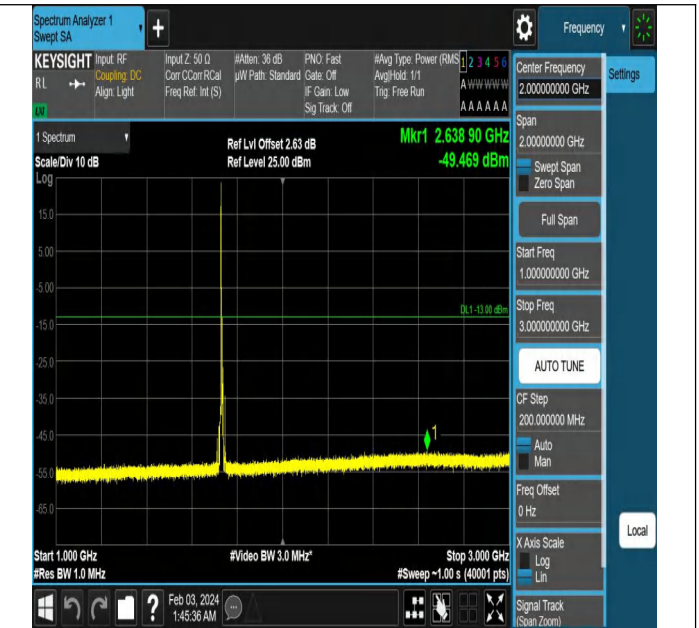 Spectrum Analyzer 1
Swept SA
+
Frequency
KEYSIGHT
RL
Input: RF
Coupling: DC
Align: Light
Input Z: 50 Ω
Corr CCorr RCal
Freq Ref: Int (S)
#Atten: 36 dB
µW Path: Standard
PNO: Fast
Gate: Off
IF Gain: Low
Sig Track: Off
#Avg Type: Power (RMS
Avg|Hold: 1/1
Trig: Free Run
1 2 3 4 5 6
A W W W W W
A A A A A A
1 Spectrum
Scale/Div 10 dB
Log
Ref Lvl Offset 2.63 dB
Ref Level 25.00 dBm
Mkr1 2.638 90 GHz
-49.469 dBm
15.0
5.00
-5.00
-15.0
-25.0
-35.0
-45.0
-55.0
-65.0
DL1 -13.00 dBm
1
Start 1.000 GHz
#Res BW 1.0 MHz
#Video BW 3.0 MHz*
Stop 3.000 GHz
#Sweep ~1.00 s (40001 pts)
Feb 03, 2024
1:45:36 AM
Center Frequency
2.000000000 GHz
Settings
Span
2.00000000 GHz
Swept Span
Zero Span
Full Span
Start Freq
1.000000000 GHz
Stop Freq
3.000000000 GHz
AUTO TUNE
CF Step
200.000000 MHz
Auto
Man
Freq Offset
0 Hz
X Axis Scale
Log
Lin
Signal Track
(Span Zoom)
Local
?